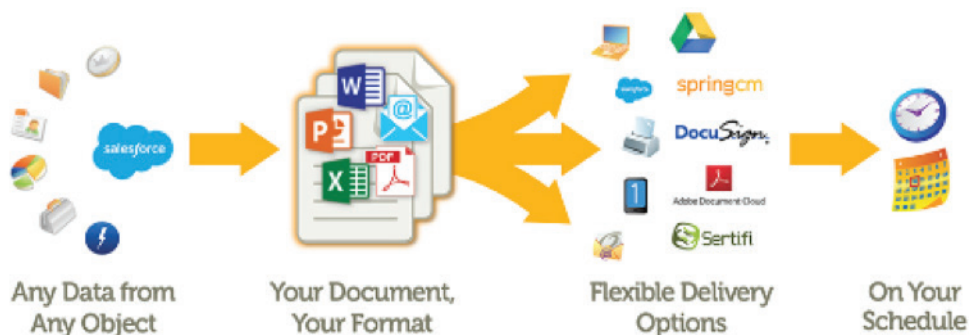 salesforce
W
@
P
PDF
X
salesforce
springcm
DocuSign
1
Adobe Document Cloud
Sertifi
Any Data from
Any Object
Your Document,
Your Format
Flexible Delivery
Options
On Your
Schedule